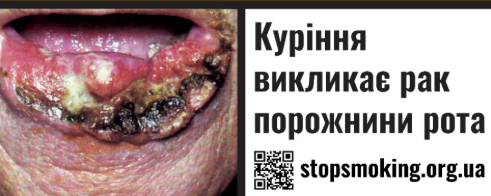 Куріння
викликає рак
порожнини рота
stopsmoking.org.ua